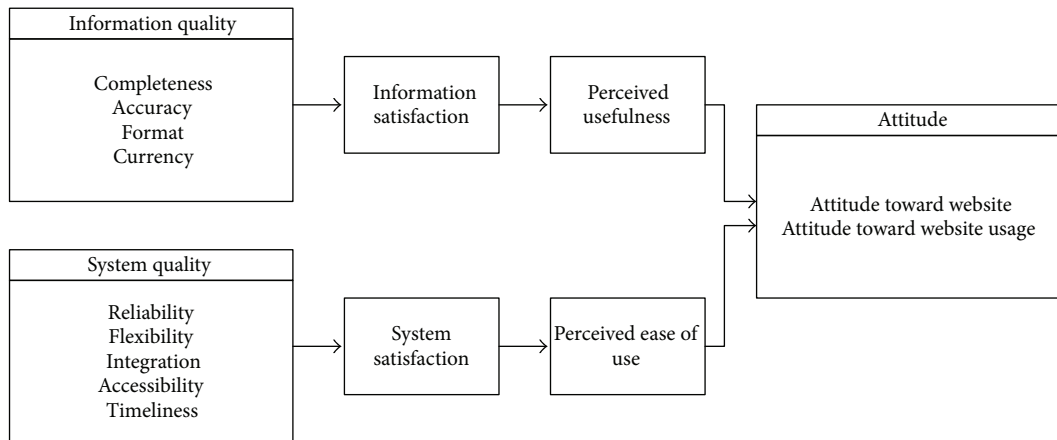 Information quality
Completeness
Accuracy
Format
Currency
Information
satisfaction
Perceived
usefulness
Attitude
Attitude toward website
Attitude toward website usage
System quality
Reliability
Flexibility
Integration
Accessibility
Timeliness
System
satisfaction
Perceived ease of
use